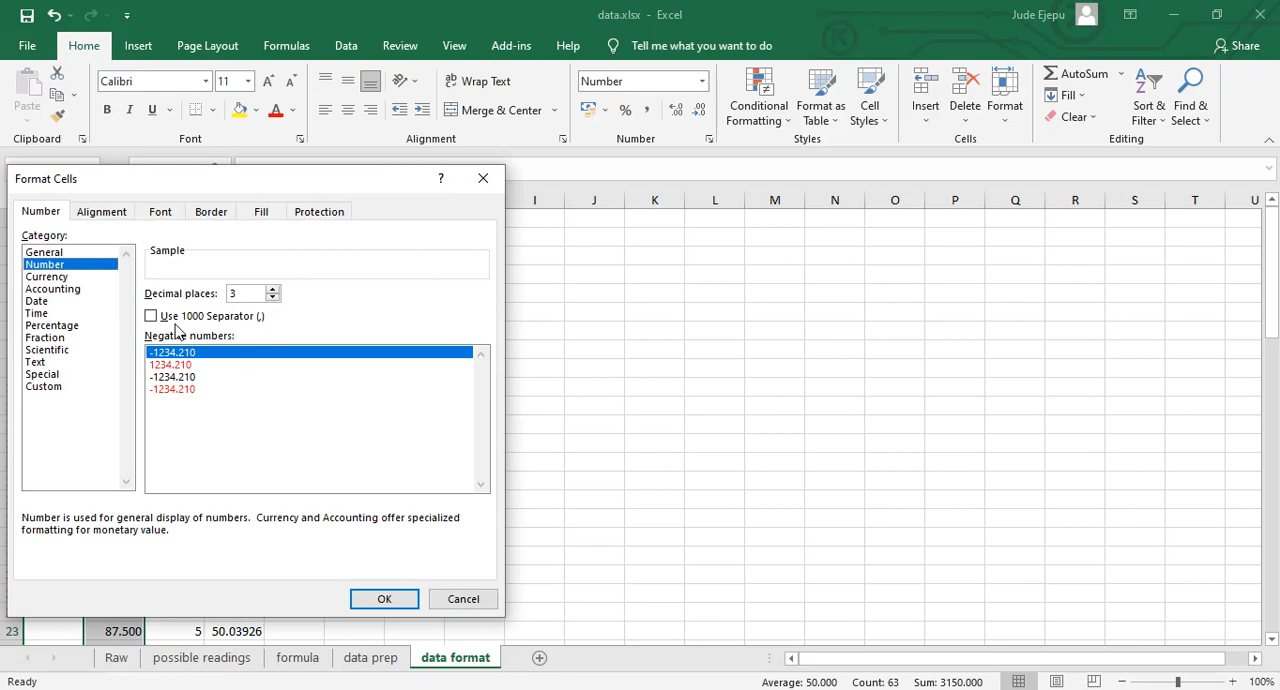 data.xlsx - Excel
Jude Ejepu
File Home Insert Page Layout Formulas Data Review View Add-ins Help Tell me what you want to do Share
Paste
Calibri 11
B I U
Wrap Text
Merge & Center
Number
% ,
Conditional Formatting
Format as Table
Cell Styles
Insert
Delete
Format
AutoSum
Fill
Clear
Sort & Filter
Find & Select
Clipboard Font Alignment Number Styles Cells Editing
Format Cells ?
Number Alignment Font Border Fill Protection
Category:
General
Number
Currency
Accounting
Date
Time
Percentage
Fraction
Scientific
Text
Special
Custom
Sample
Decimal places: 3
Use 1000 Separator (,)
Negative numbers:
-1234.210
1234.210
-1234.210
-1234.210
Number is used for general display of numbers. Currency and Accounting offer specialized
formatting for monetary value.
OK Cancel
I J K L M N O P Q R S T U
23 87.500 5 50.03926
Raw possible readings formula data prep data format
Ready Average: 50.000 Count: 63 Sum: 3150.000 100%